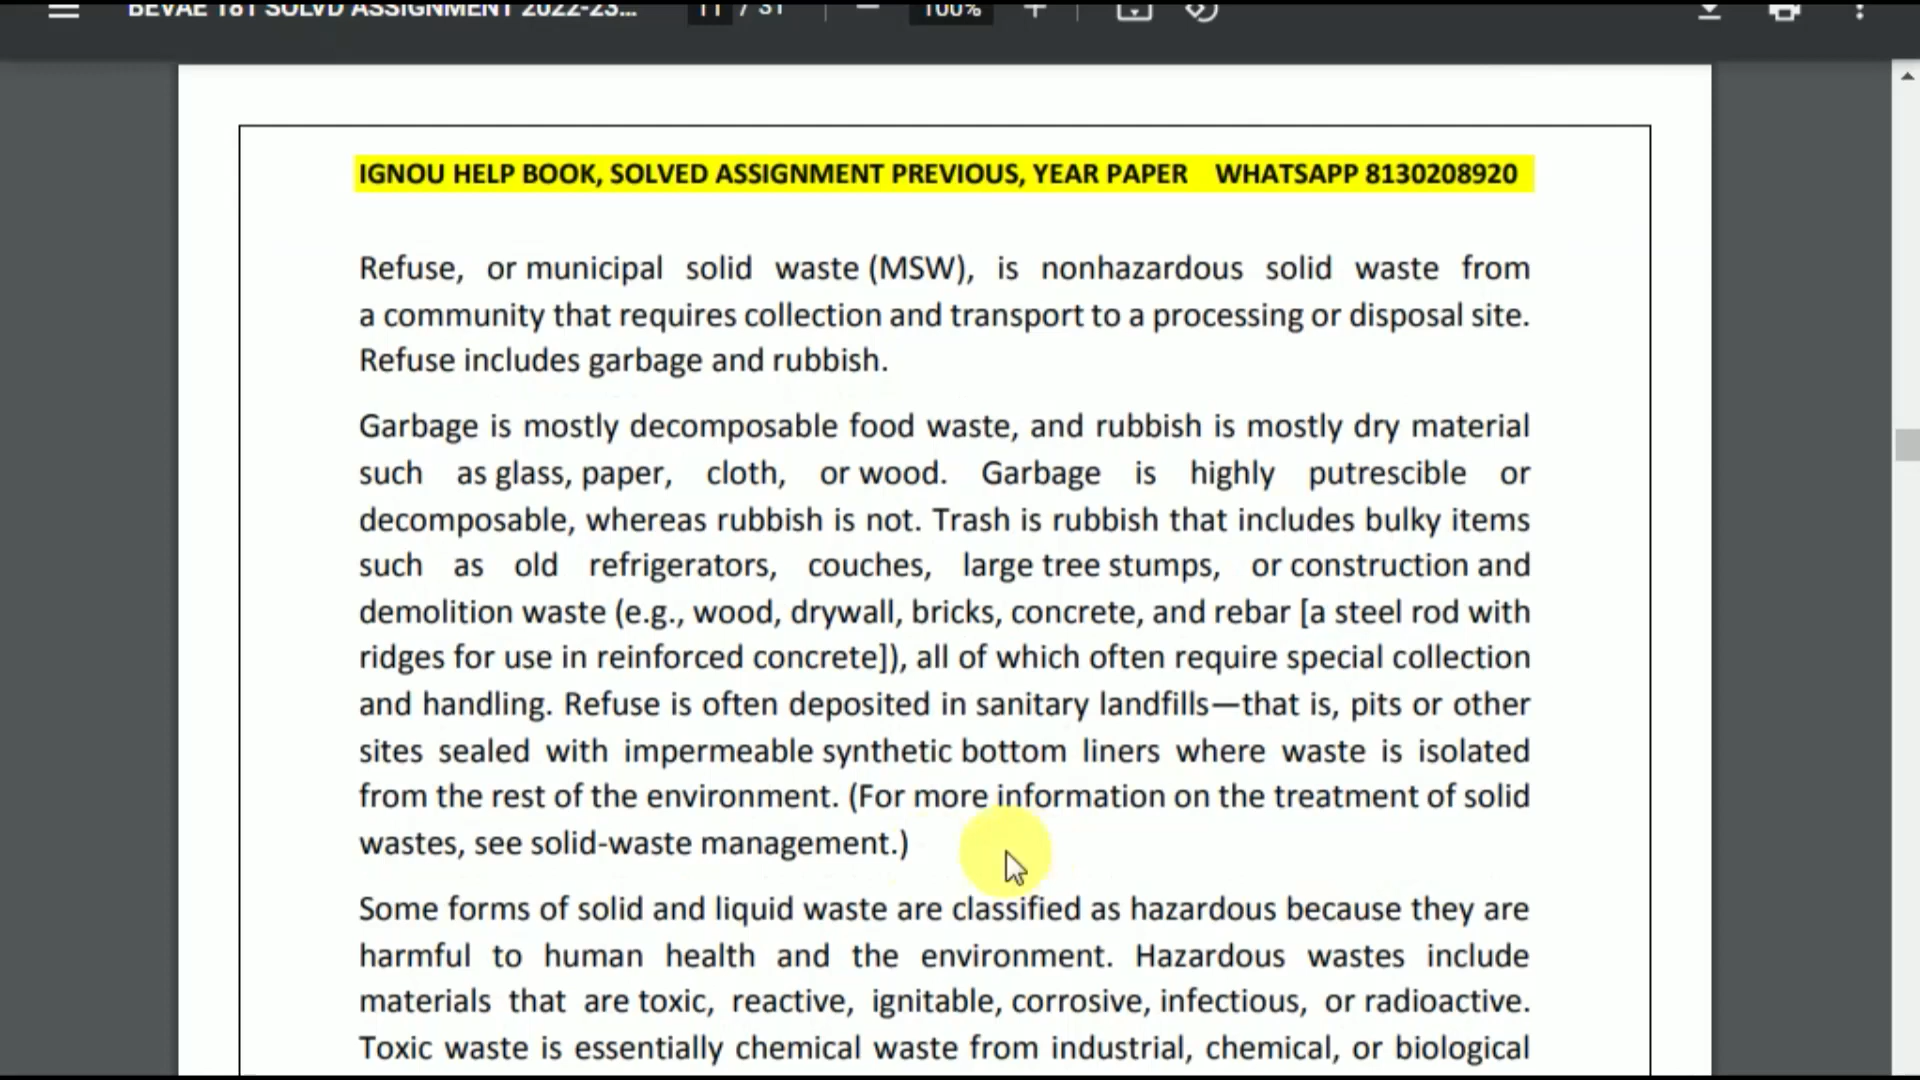 BEVAE 181 SOLVD ASSIGNMENT 2022-23...
11 / 31
100%
IGNOU HELP BOOK, SOLVED ASSIGNMENT PREVIOUS, YEAR PAPER WHATSAPP 8130208920
Refuse, or municipal solid waste (MSW), is nonhazardous solid waste from
a community that requires collection and transport to a processing or disposal site.
Refuse includes garbage and rubbish.
Garbage is mostly decomposable food waste, and rubbish is mostly dry material
such as glass, paper, cloth, or wood. Garbage is highly putrescible or
decomposable, whereas rubbish is not. Trash is rubbish that includes bulky items
such as old refrigerators, couches, large tree stumps, or construction and
demolition waste (e.g., wood, drywall, bricks, concrete, and rebar [a steel rod with
ridges for use in reinforced concrete]), all of which often require special collection
and handling. Refuse is often deposited in sanitary landfills—that is, pits or other
sites sealed with impermeable synthetic bottom liners where waste is isolated
from the rest of the environment. (For more information on the treatment of solid
wastes, see solid-waste management.)
Some forms of solid and liquid waste are classified as hazardous because they are
harmful to human health and the environment. Hazardous wastes include
materials that are toxic, reactive, ignitable, corrosive, infectious, or radioactive.
Toxic waste is essentially chemical waste from industrial, chemical, or biological